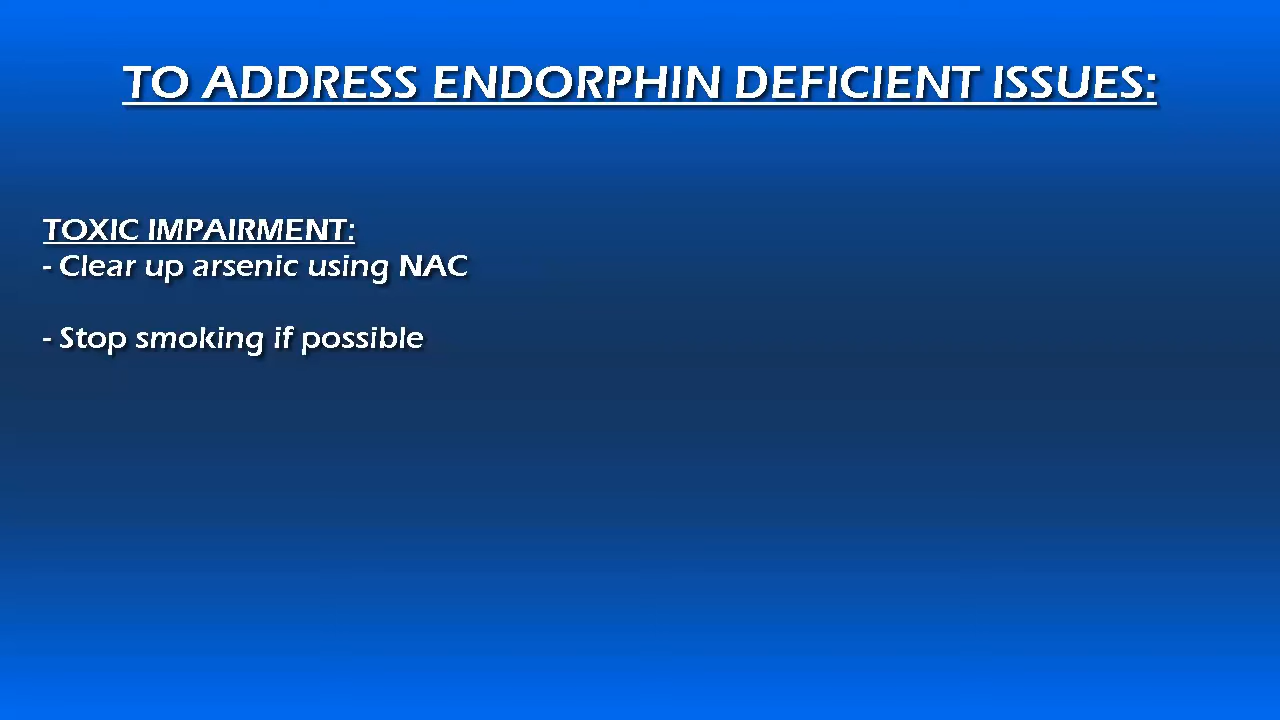 TO ADDRESS ENDORPHIN DEFICIENT ISSUES:
TOXIC IMPAIRMENT:
- Clear up arsenic using NAC
- Stop smoking if possible